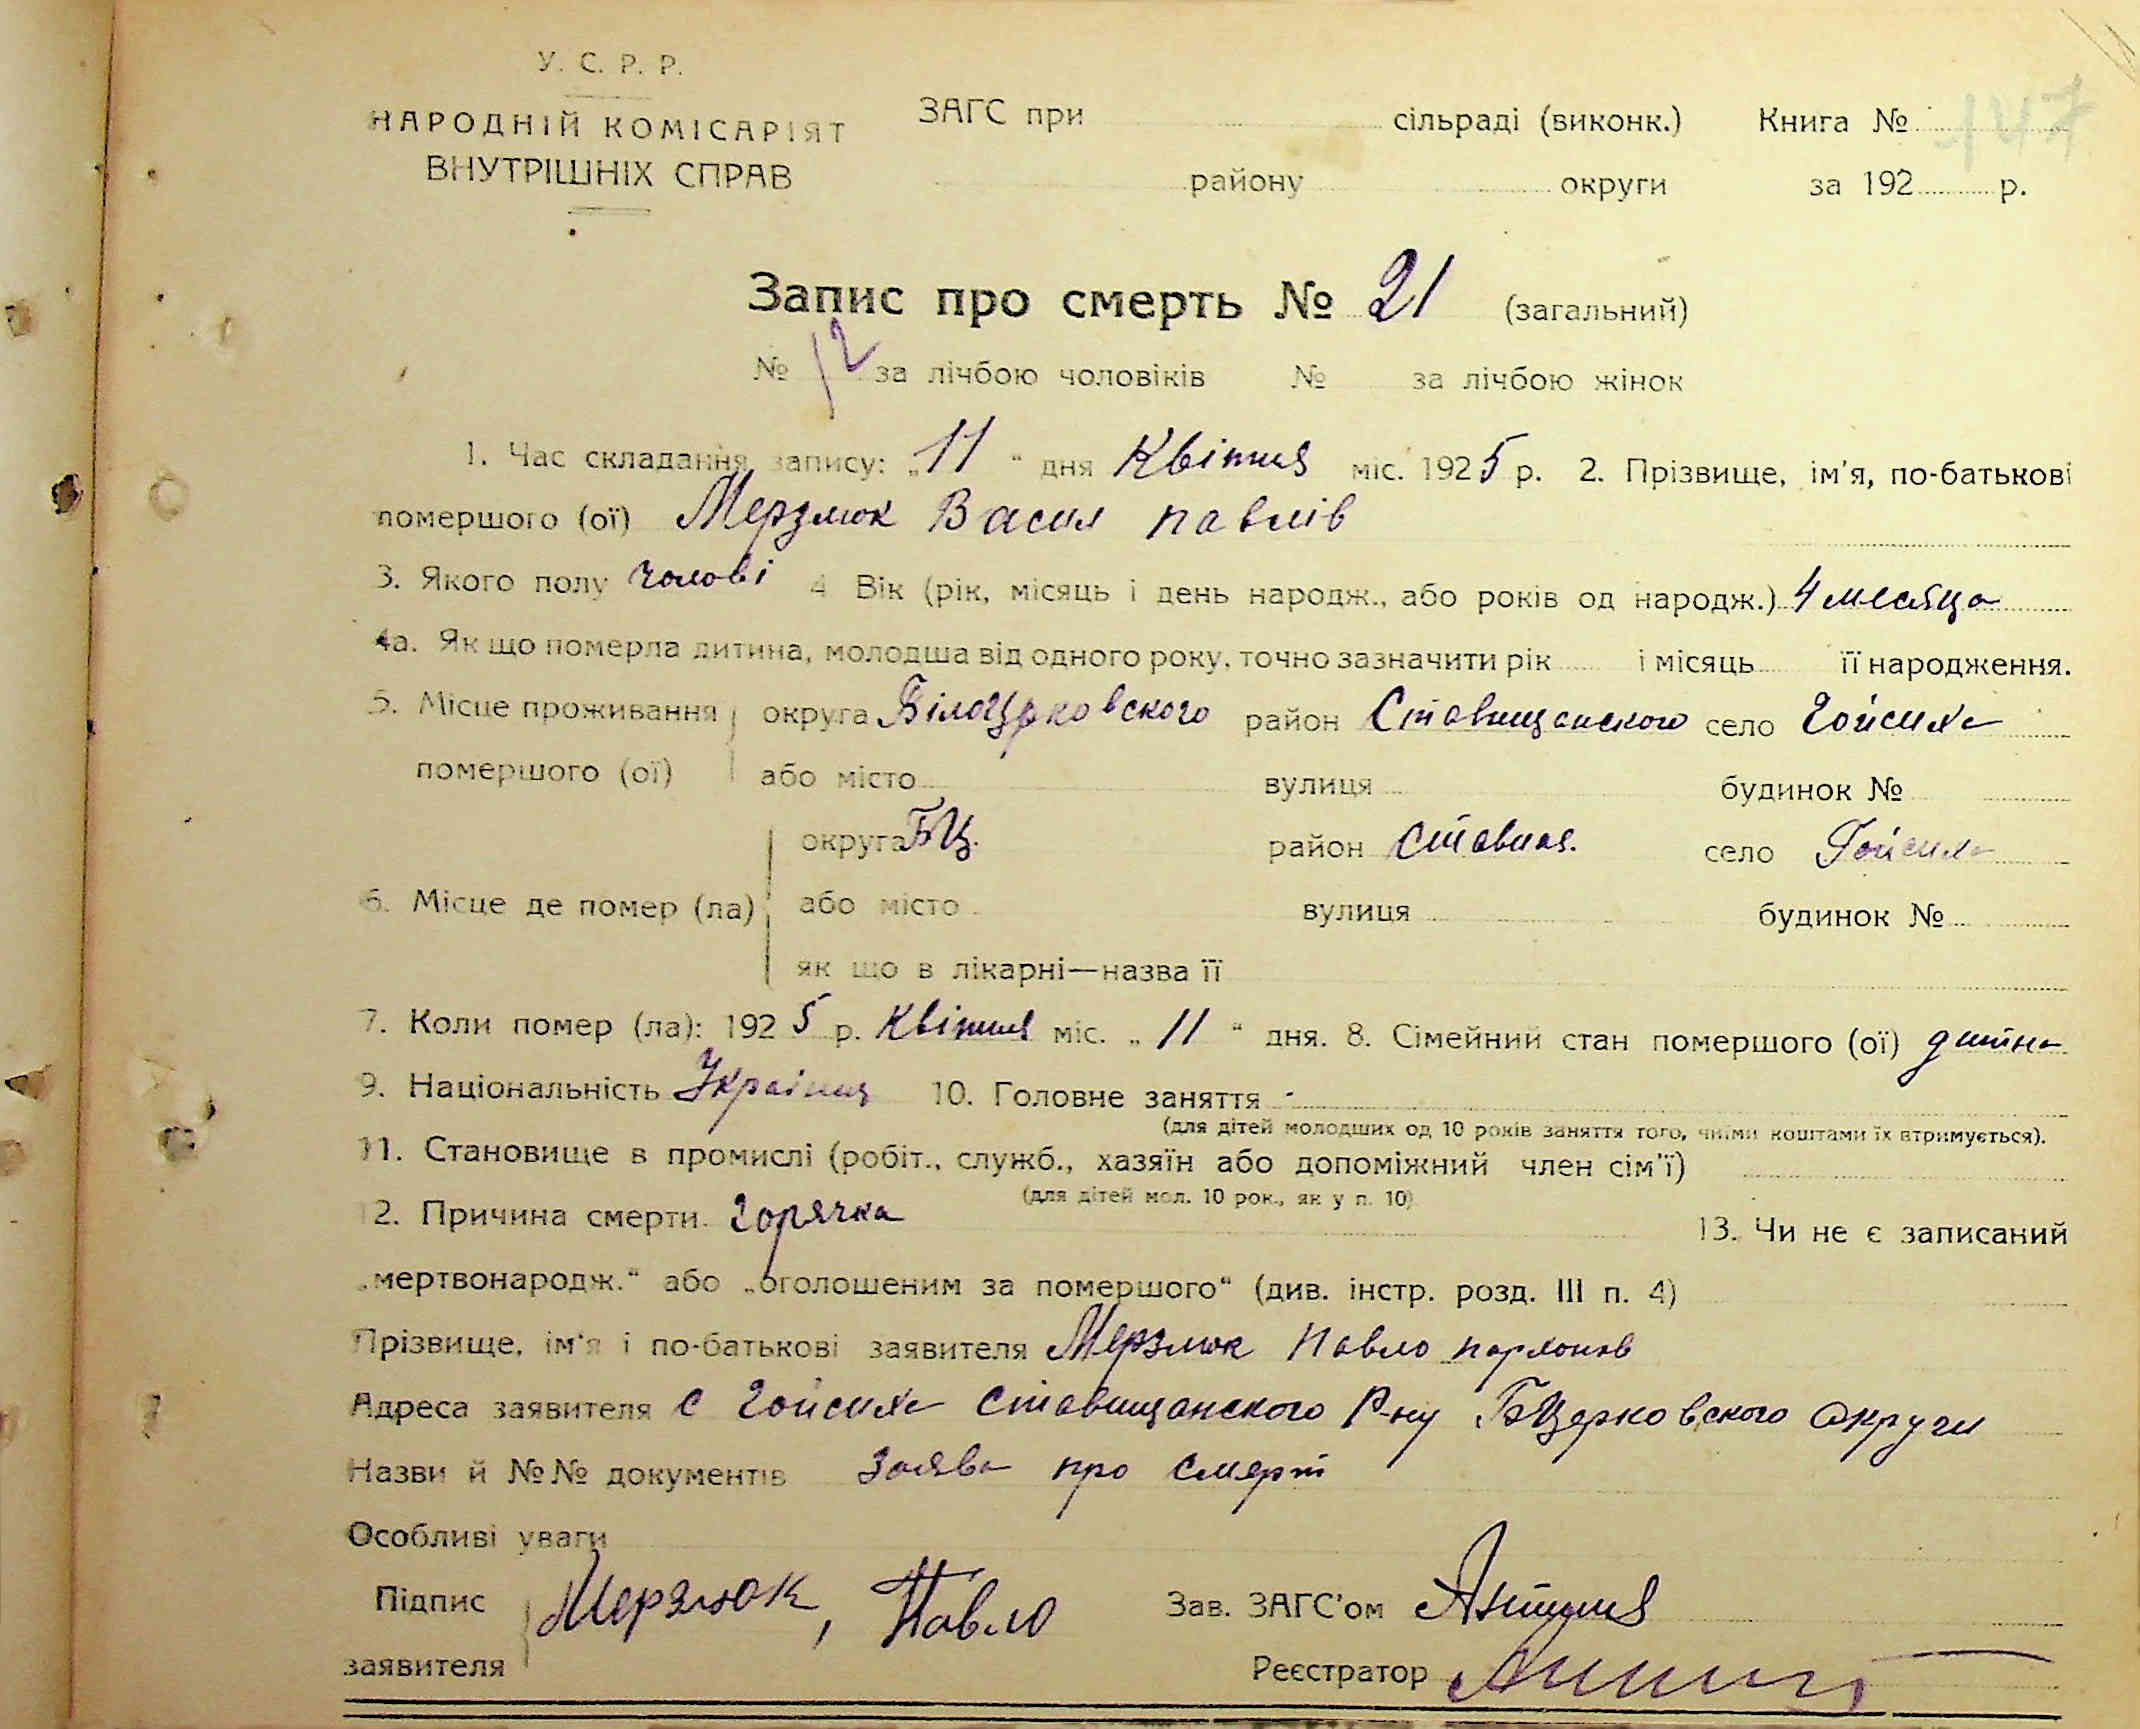 У. С. Р. Р.
НАРОДНІЙ КОМІСАРІЯТ
ВНУТРІШНІХ СПРАВ
ЗАГС при сільраді (виконк.) Книга № 147
району округи за 192 р.
Запис про смерть № 21 (загальний)
№ 12 за лічбою чоловіків № за лічбою жінок
1. Час складання запису: „11“ дня Квітня міс. 1925 р. 2. Прізвище, ім'я, по-батькові
помершого (ої) Мерзлюк Васил павлів
3. Якого полу чолові 4 Вік (рік, місяць і день народж., або років од народж.) 4 месяца
4а. Як що померла дитина, молодша від одного року, точно зазначити рік і місяць її народження.
5. Місце проживання округа Білоцрковского район Ставищанского село Гойсиха
помершого (ої) або місто вулиця будинок №
округа БЦ. район село Гойсиха
6. Місце де помер (ла) або місто вулиця будинок №
як що в лікарні—назва її
7. Коли помер (ла): 1925 р. Квітня міс. „11“ дня. 8. Сімейний стан помершого (ої) дитина
9. Національність 10. Головне заняття -
(для дітей молодших од 10 років заняття того, чиїми коштами їх втримується).
11. Становище в промислі (робіт., служб., хазяїн або допоміжний член сім'ї)
(для дітей мол. 10 рок., як у п. 10)
12. Причина смерти горячка 13. Чи не є записаний
„мертвонародж.“ або „оголошеним за помершого“ (див. інстр. розд. III п. 4)
Прізвище, ім'я і по-батькові заявителя Мерзлюк Павло
Адреса заявителя с Гойсиха Ставищанского Р-ну БЦерковского Округи
Назви й №№ документів заява про смерт
Особливі уваги
Підпис Мерзлюк, Павло Зав. ЗАГС'ом
заявителя Реєстратор